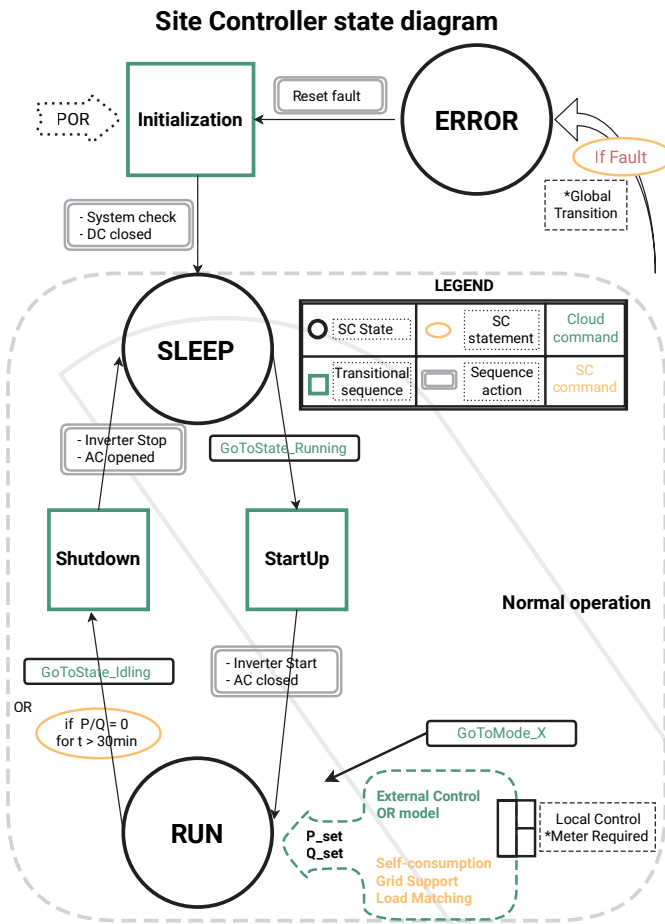 Site Controller state diagram
POR
Initialization
Reset fault
ERROR
If Fault
*Global
Transition
- System check
- DC closed
SLEEP
LEGEND
SC State
SC
statement
Cloud
command
Transitional
sequence
Sequence
action
SC
command
- Inverter Stop
- AC opened
GoToState_Running
Shutdown
StartUp
Normal operation
GoToState_Idling
- Inverter Start
- AC closed
OR
if P/Q = 0
for t > 30min
GoToMode_X
RUN
P_set
Q_set
External Control
OR model
Self-consumption
Grid Support
Load Matching
Local Control
*Meter Required